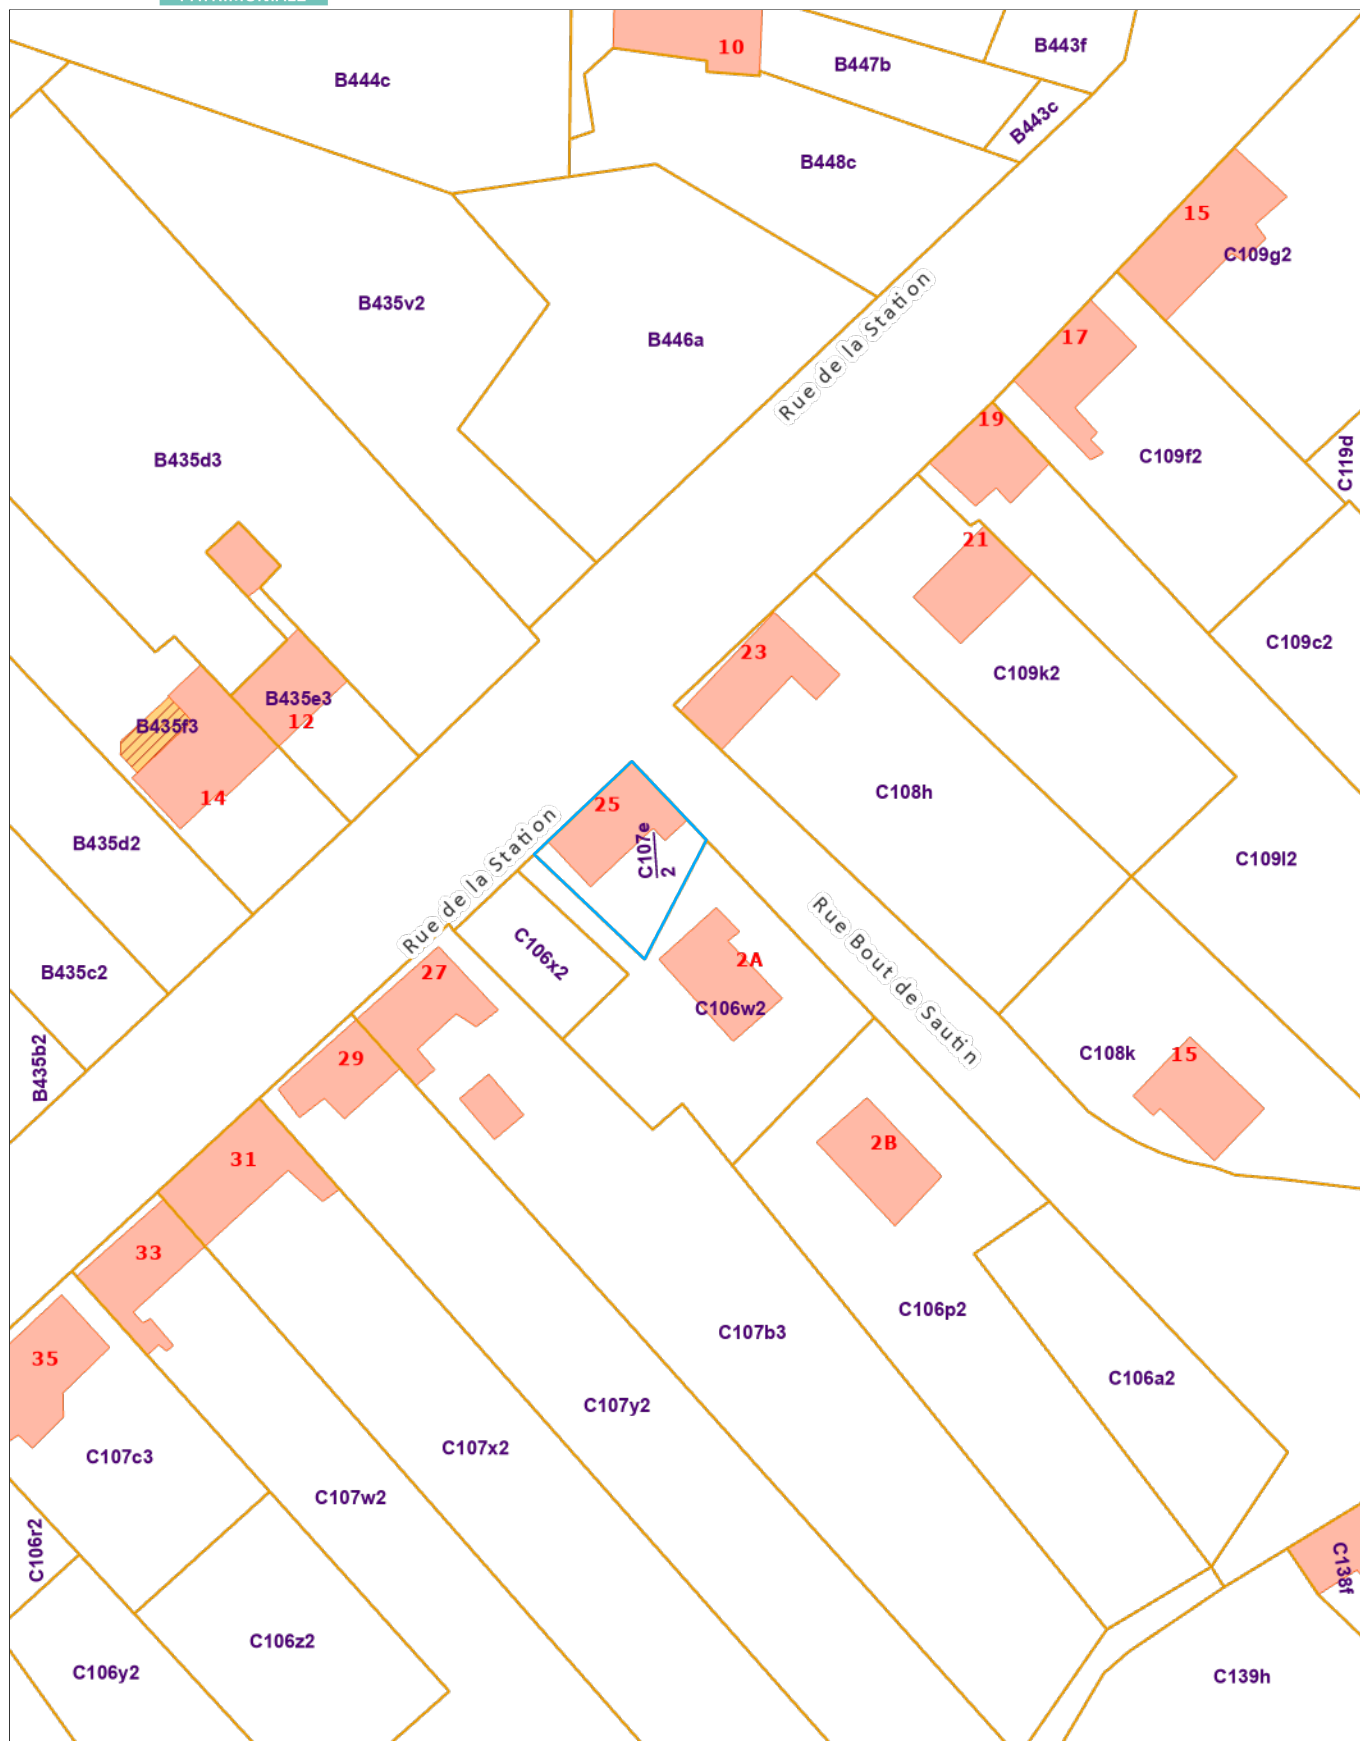 10
B443f
B447b
B444c
B443c
B448c
15
C109g2
B435v2
Rue de la Station
17
B446a
19
C109f2
B435d3
C119d
21
C109c2
23
C109k2
B435e3
12
B435f3
14
C108h
25
C107e
2
B435d2
C109l2
Rue de la Station
Rue Bout de Sautin
C106x2
2A
27
B435c2
C106w2
C108k
15
29
B435b2
2B
31
33
C106p2
C107b3
35
C106a2
C107y2
C107x2
C107c3
C107w2
C106r2
C138f
C106z2
C106y2
C139h